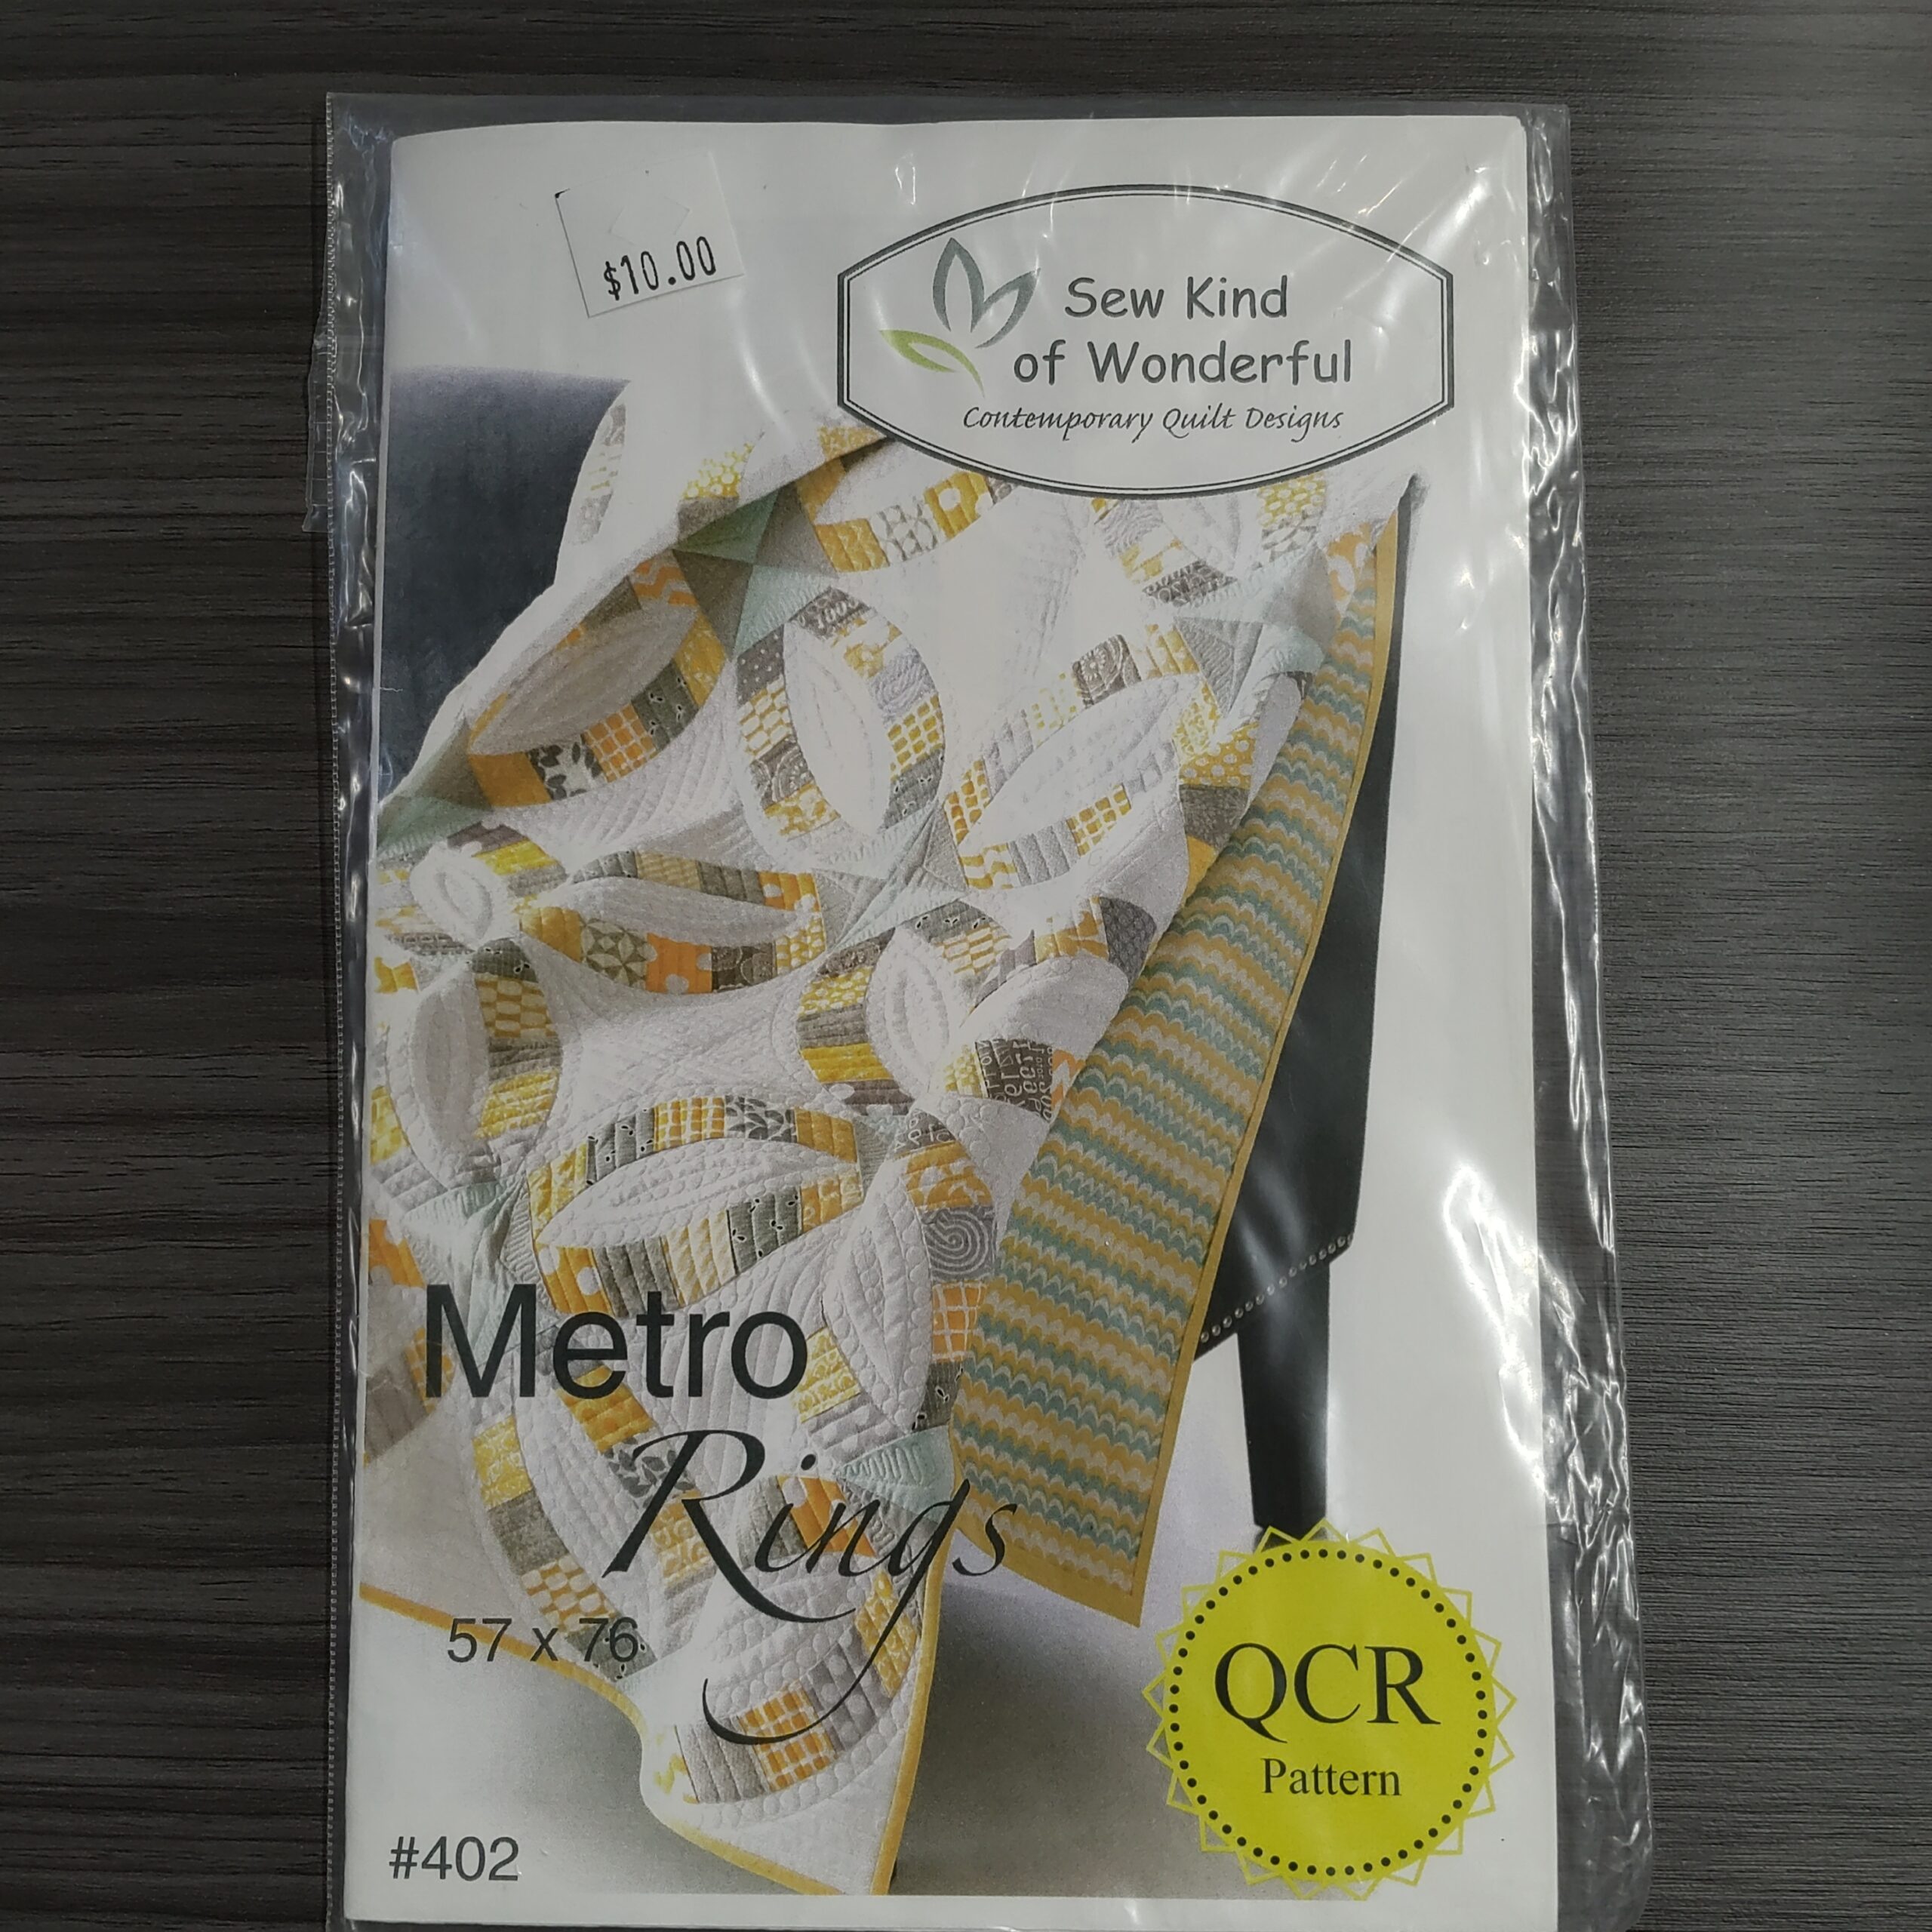 $10.00
Sew Kind
of Wonderful
Contemporary Quilt Designs
Metro
Rings
57 x 76
QCR
Pattern
#402